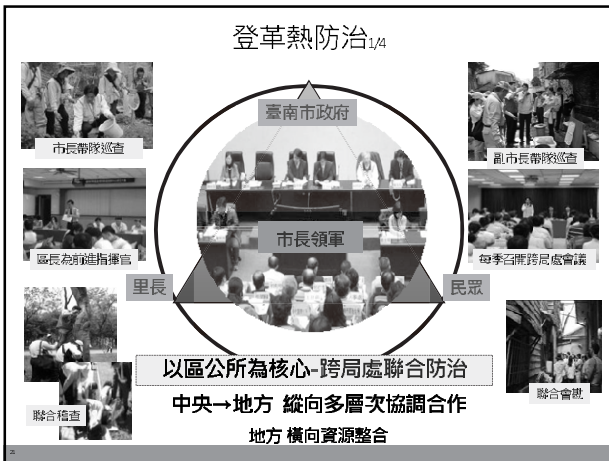 登革熱防治1/4
臺南市政府
市長帶隊巡查
副市長帶隊巡查
區長為前進指揮官
市長領軍
每季召開跨局處會議
里長
民眾
以區公所為核心-跨局處聯合防治
聯合稽查
聯合會勘
中央→地方 縱向多層次協調合作
地方 橫向資源整合